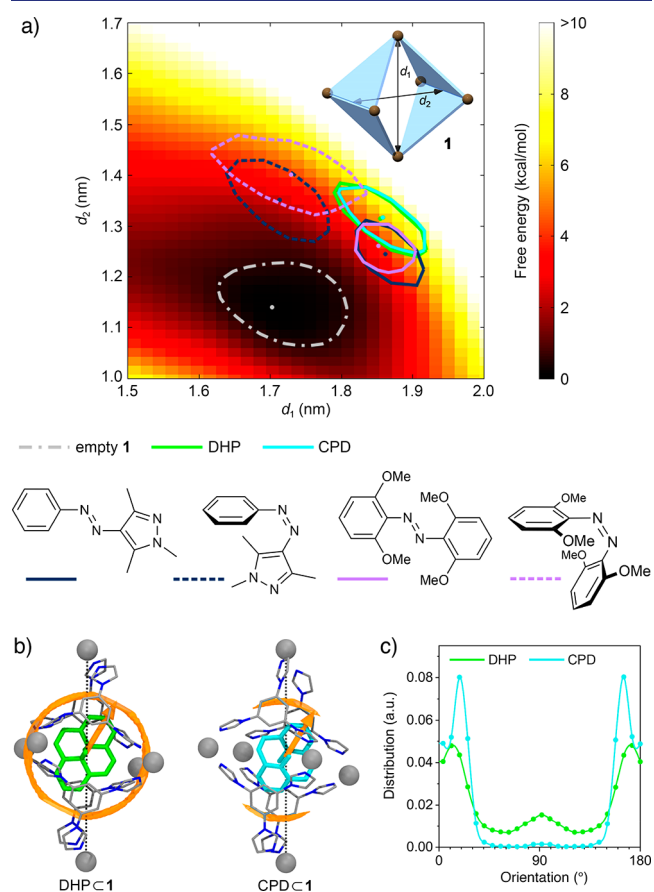 a)
1.7
1.6
1.5
1.4
1.3
1.2
1.1
1.0
d2 (nm)
1.5 1.6 1.7 1.8 1.9 2.0
d1 (nm)
d1
d2
1
>10
8
6
4
2
0
Free energy (kcal/mol)
empty 1 DHP CPD
N
N
N
N
N
N
N
N
OMe
MeO
N
N
OMe
MeO
OMe
OMe
MeO
OMe
N
N
b)
DHP⊂1
CPD⊂1
c)
DHP CPD
0.08
0.06
0.04
0.02
0.00
Distribution (a.u.)
0 90 180
Orientation (°)